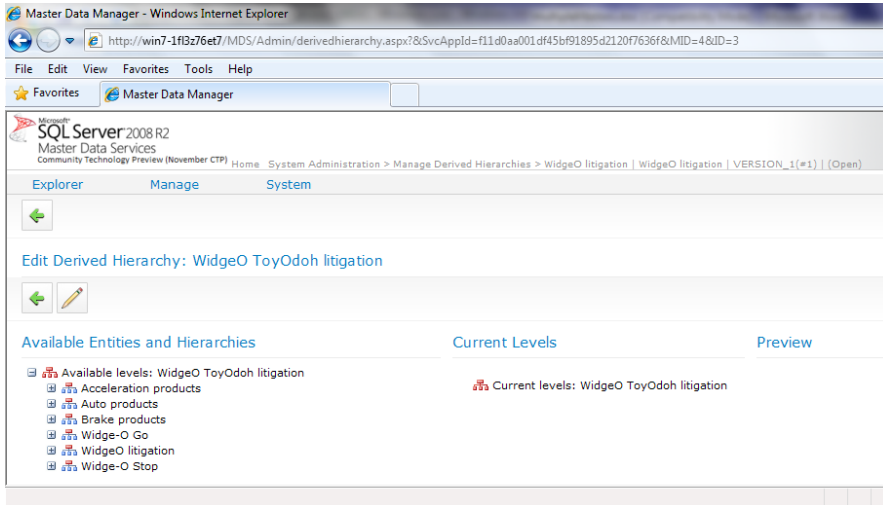 Master Data Manager - Windows Internet Explorer
http://win7-1fl3z76et7/MDS/Admin/derivedhierarchy.aspx?&SvcAppId=f11d0aa001df45bf91895d2120f7636f&MID=4&ID=3
File Edit View Favorites Tools Help
Favorites Master Data Manager
Microsoft
SQL Server 2008 R2
Master Data Services
Community Technology Preview (November CTP) Home System Administration > Manage Derived Hierarchies > WidgeO litigation | WidgeO litigation | VERSION_1(#1) | (Open)
Explorer Manage System
Edit Derived Hierarchy: WidgeO ToyOdoh litigation
Available Entities and Hierarchies Current Levels Preview
Available levels: WidgeO ToyOdoh litigation
Current levels: WidgeO ToyOdoh litigation
Acceleration products
Auto products
Brake products
Widge-O Go
WidgeO litigation
Widge-O Stop